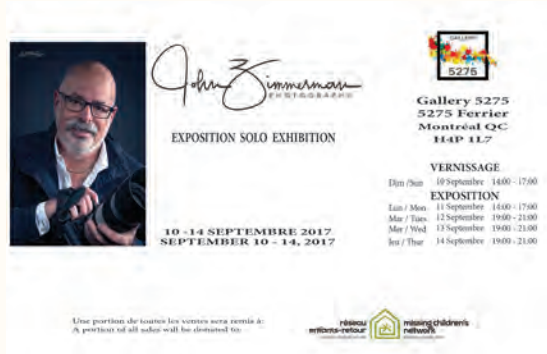 John Zimmerman
PHOTOGRAPHY
EXPOSITION SOLO EXHIBITION
10 -14 SEPTEMBRE 2017
SEPTEMBER 10 - 14, 2017
GALLERY
5275
Gallery 5275
5275 Ferrier
Montréal QC
H4P 1L7
VERNISSAGE
Dim /Sun 10 Septembre 14:00 - 17:00
EXPOSITION
Lun / Mon 11 Septembre 14:00 - 17:00
Mar / Tues 12 Septembre 19:00 - 21:00
Mer / Wed 13 Septembre 19:00 - 21:00
Jeu / Thur 14 Septembre 19:00 - 21:00
Une portion de toutes les ventes sera remis à:
A portion of all sales will be donated to:
réseau
enfants-retour
missing children's
network